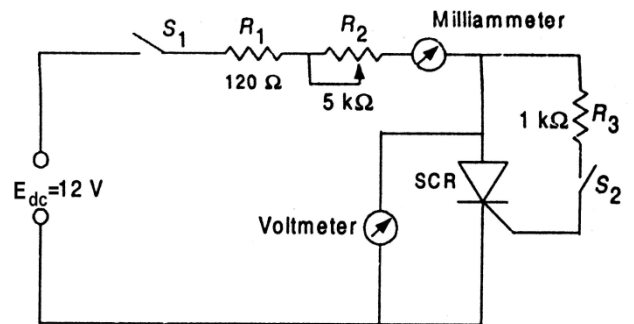 Milliammeter
S1
R1
R2
120 Ω
5 kΩ
1 kΩ
R3
Edc=12 V
SCR
S2
Voltmeter